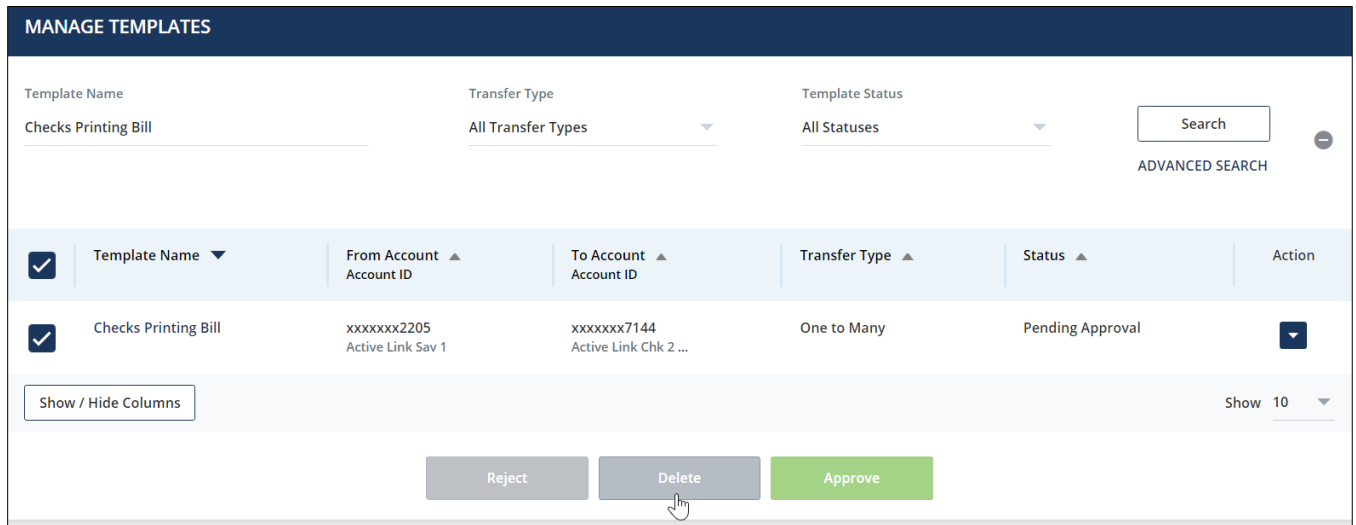 MANAGE TEMPLATES
Template Name
Transfer Type
Template Status
Checks Printing Bill
All Transfer Types
All Statuses
Search
ADVANCED SEARCH
Template Name
From Account
Account ID
To Account
Account ID
Transfer Type
Status
Action
Checks Printing Bill
xxxxxxx2205
Active Link Sav 1
xxxxxxx7144
Active Link Chk 2 ...
One to Many
Pending Approval
Show / Hide Columns
Show 10
Reject
Delete
Approve